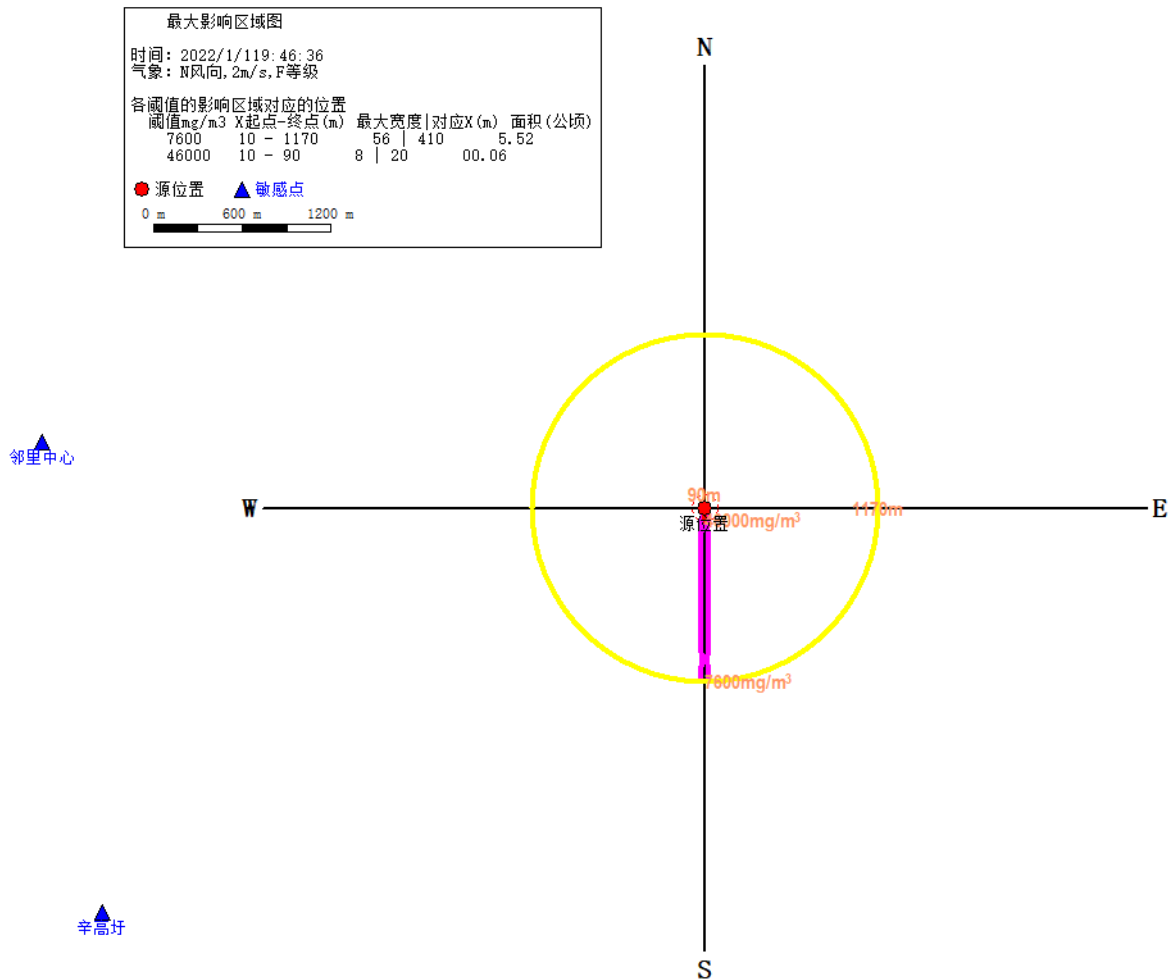 最大影响区域图
时间: 2022/1/119:46:36
气象: N风向,2m/s,F等级
各阈值的影响区域对应的位置
阈值mg/m3 X起点-终点(m) 最大宽度|对应X(m) 面积(公顷)
7600 10 - 1170 56 | 410 5.52
46000 10 - 90 8 | 20 00.06
源位置 敏感点
0 m 600 m 1200 m
N
邻里中心
W
90m
1170m
E
000mg/m³
源位置
7600mg/m³
辛高圩
S